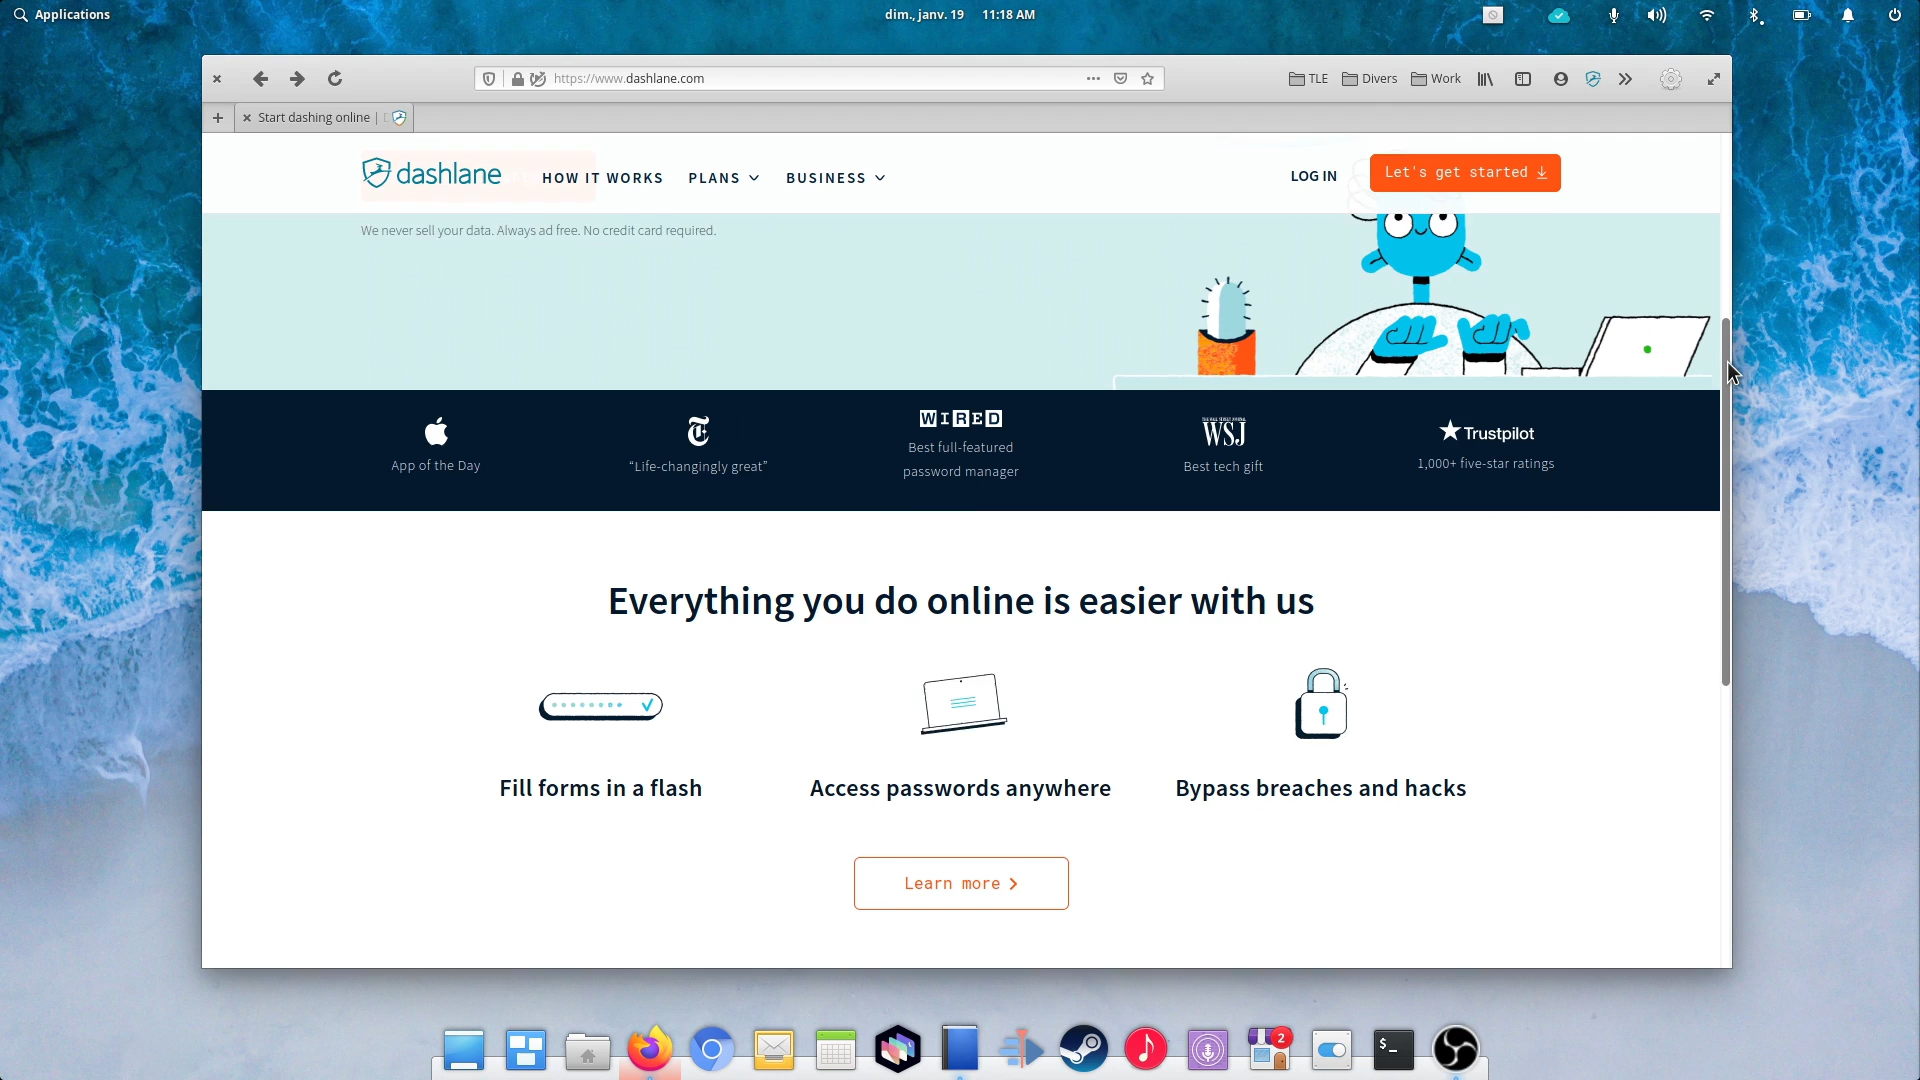 Applications
dim., janv. 19 11:18 AM
https://www.dashlane.com
TLE Divers Work
Start dashing online |
dashlane
HOW IT WORKS PLANS BUSINESS
LOG IN
Let's get started
We never sell your data. Always ad free. No credit card required.
App of the Day
“Life-changingly great”
WIRED
Best full-featured
password manager
THE WALL STREET JOURNAL
WSJ
Best tech gift
Trustpilot
1,000+ five-star ratings
Everything you do online is easier with us
Fill forms in a flash
Access passwords anywhere
Bypass breaches and hacks
Learn more
2
$_